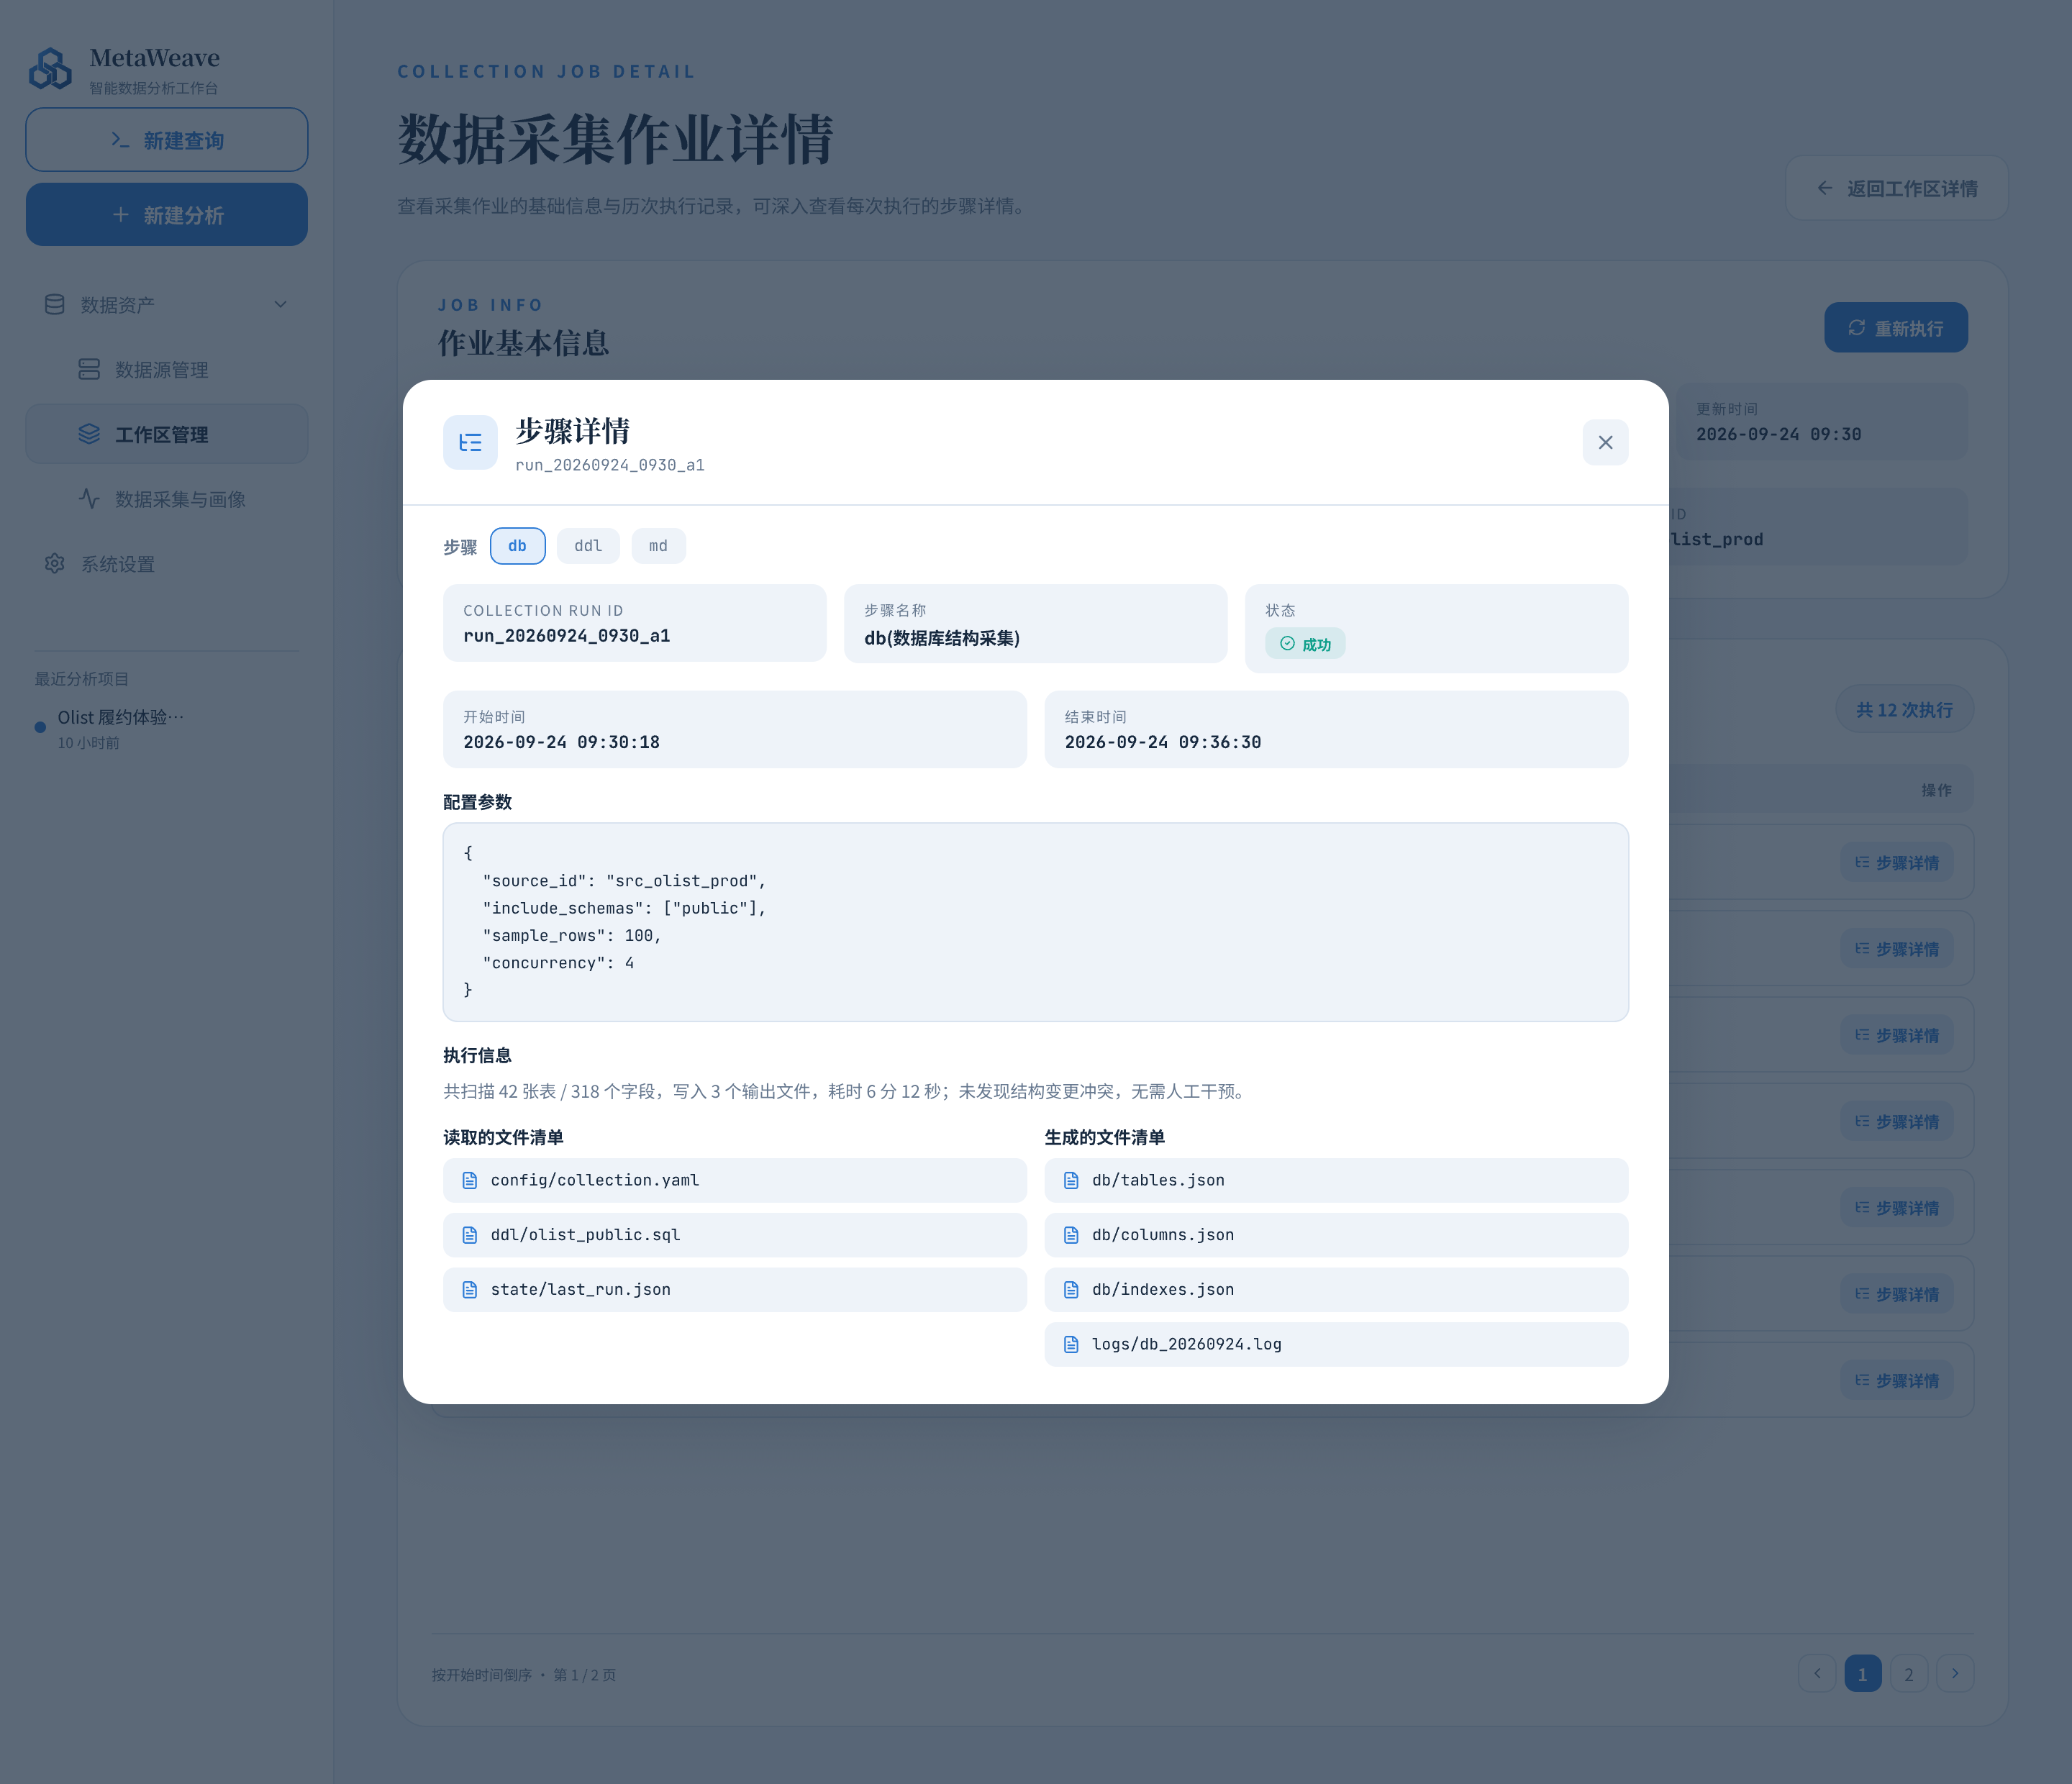 MetaWeave
智能数据分析工作台
新建查询
新建分析
数据资产
数据源管理
工作区管理
数据采集与画像
系统设置
最近分析项目
Olist 履约体验…
10 小时前
COLLECTION JOB DETAIL
数据采集作业详情
查看采集作业的基础信息与历次执行记录，可深入查看每次执行的步骤详情。
返回工作区详情
JOB INFO
作业基本信息
重新执行
更新时间
2026-09-24 09:30
ID
list_prod
步骤详情
run_20260924_0930_a1
步骤 db ddl md
COLLECTION RUN ID
run_20260924_0930_a1
步骤名称
db(数据库结构采集)
状态
成功
开始时间
2026-09-24 09:30:18
结束时间
2026-09-24 09:36:30
配置参数
{
"source_id": "src_olist_prod",
"include_schemas": ["public"],
"sample_rows": 100,
"concurrency": 4
}
执行信息
共扫描 42 张表 / 318 个字段，写入 3 个输出文件，耗时 6 分 12 秒；未发现结构变更冲突，无需人工干预。
读取的文件清单
config/collection.yaml
ddl/olist_public.sql
state/last_run.json
生成的文件清单
db/tables.json
db/columns.json
db/indexes.json
logs/db_20260924.log
共 12 次执行
操作
步骤详情
步骤详情
步骤详情
步骤详情
步骤详情
步骤详情
步骤详情
按开始时间倒序 · 第 1 / 2 页
1 2